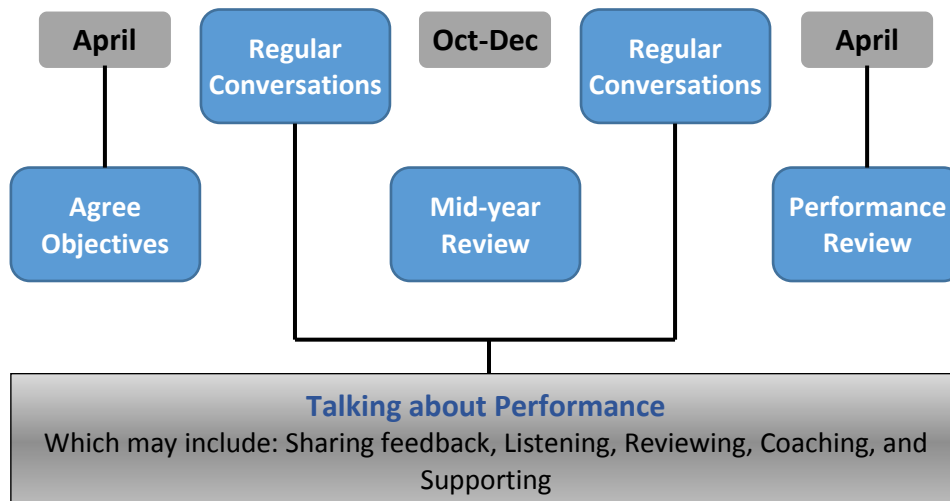 April
Regular
Conversations
Oct-Dec
Regular
Conversations
April
Agree
Objectives
Mid-year
Review
Performance
Review
Talking about Performance
Which may include: Sharing feedback, Listening, Reviewing, Coaching, and
Supporting